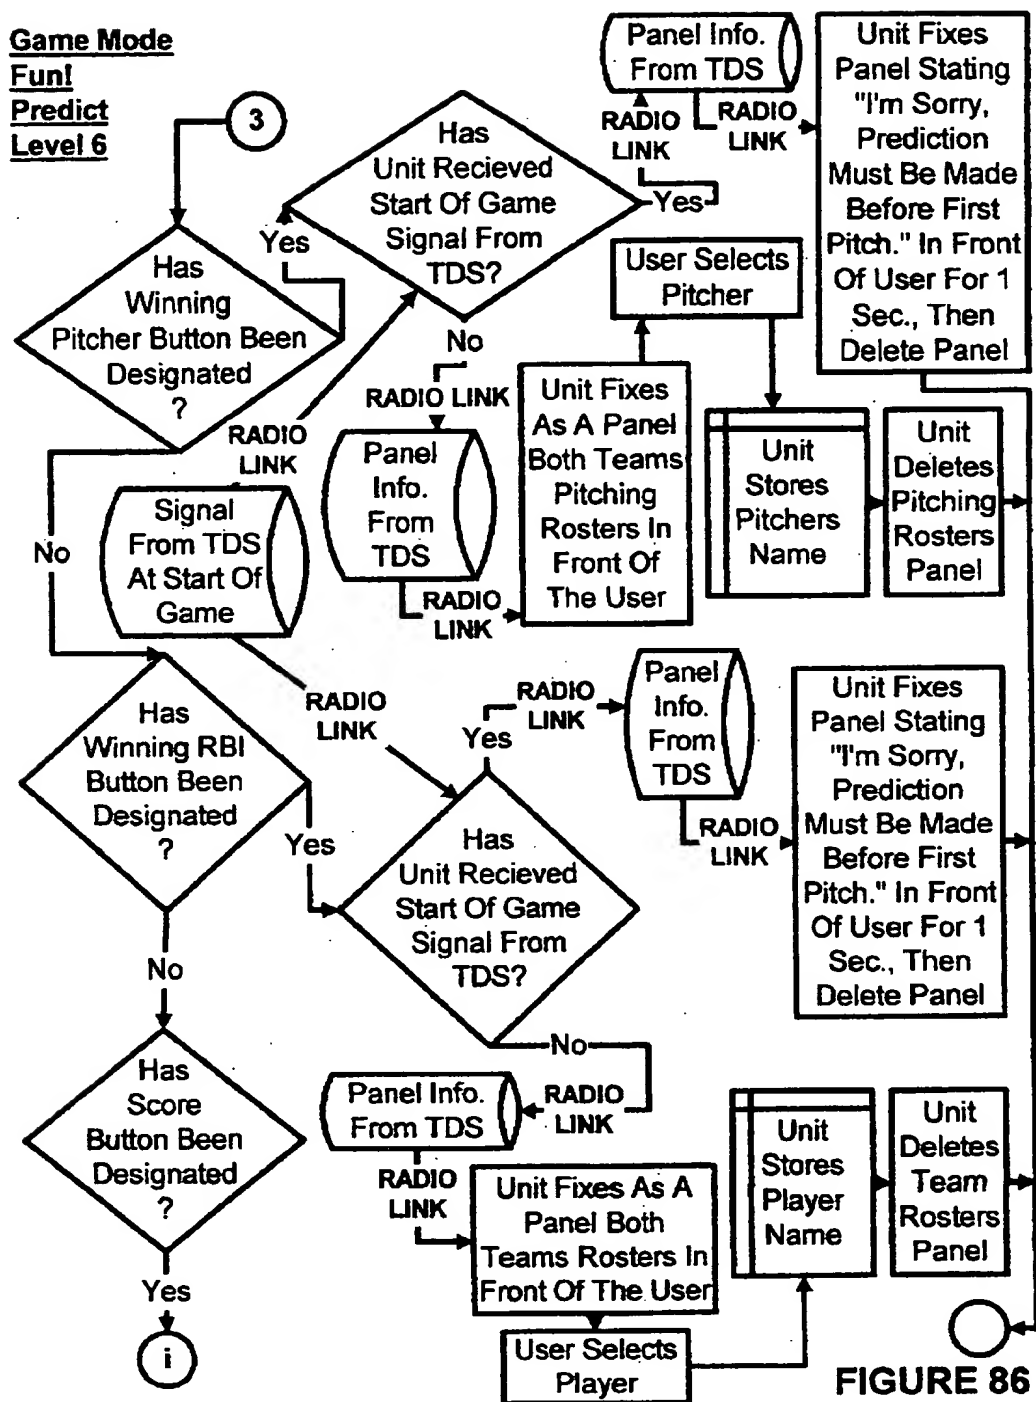 Game Mode
Fun!
Predict
Level 6
3
Has
Winning
Pitcher Button Been
Designated
?
Yes
No
Has
Unit Recieved
Start Of Game
Signal From
TDS?
Yes
RADIO
LINK
Panel Info.
From TDS
RADIO
LINK
Unit Fixes
Panel Stating
"I'm Sorry,
Prediction
Must Be Made
Before First
Pitch." In Front
Of User For 1
Sec., Then
Delete Panel
No
RADIO LINK
Panel
Info.
From
TDS
RADIO
LINK
Unit Fixes
As A Panel
Both Teams
Pitching
Rosters In
Front Of
The User
User Selects
Pitcher
Unit
Stores
Pitchers
Name
Unit
Deletes
Pitching
Rosters
Panel
RADIO
LINK
Signal
From TDS
At Start Of
Game
RADIO
LINK
Has
Winning RBI
Button Been
Designated
?
Yes
No
Has
Unit Recieved
Start Of Game
Signal From
TDS?
Yes
RADIO
LINK
Panel
Info.
From
TDS
RADIO
LINK
Unit Fixes
Panel Stating
"I'm Sorry,
Prediction
Must Be Made
Before First
Pitch." In Front
Of User For 1
Sec., Then
Delete Panel
No
RADIO
LINK
Panel Info.
From TDS
RADIO
LINK
Unit Fixes As A
Panel Both
Teams Rosters In
Front Of The User
User Selects
Player
Unit
Stores
Player
Name
Unit
Deletes
Team
Rosters
Panel
Has
Score
Button Been
Designated
?
Yes
i
FIGURE 86